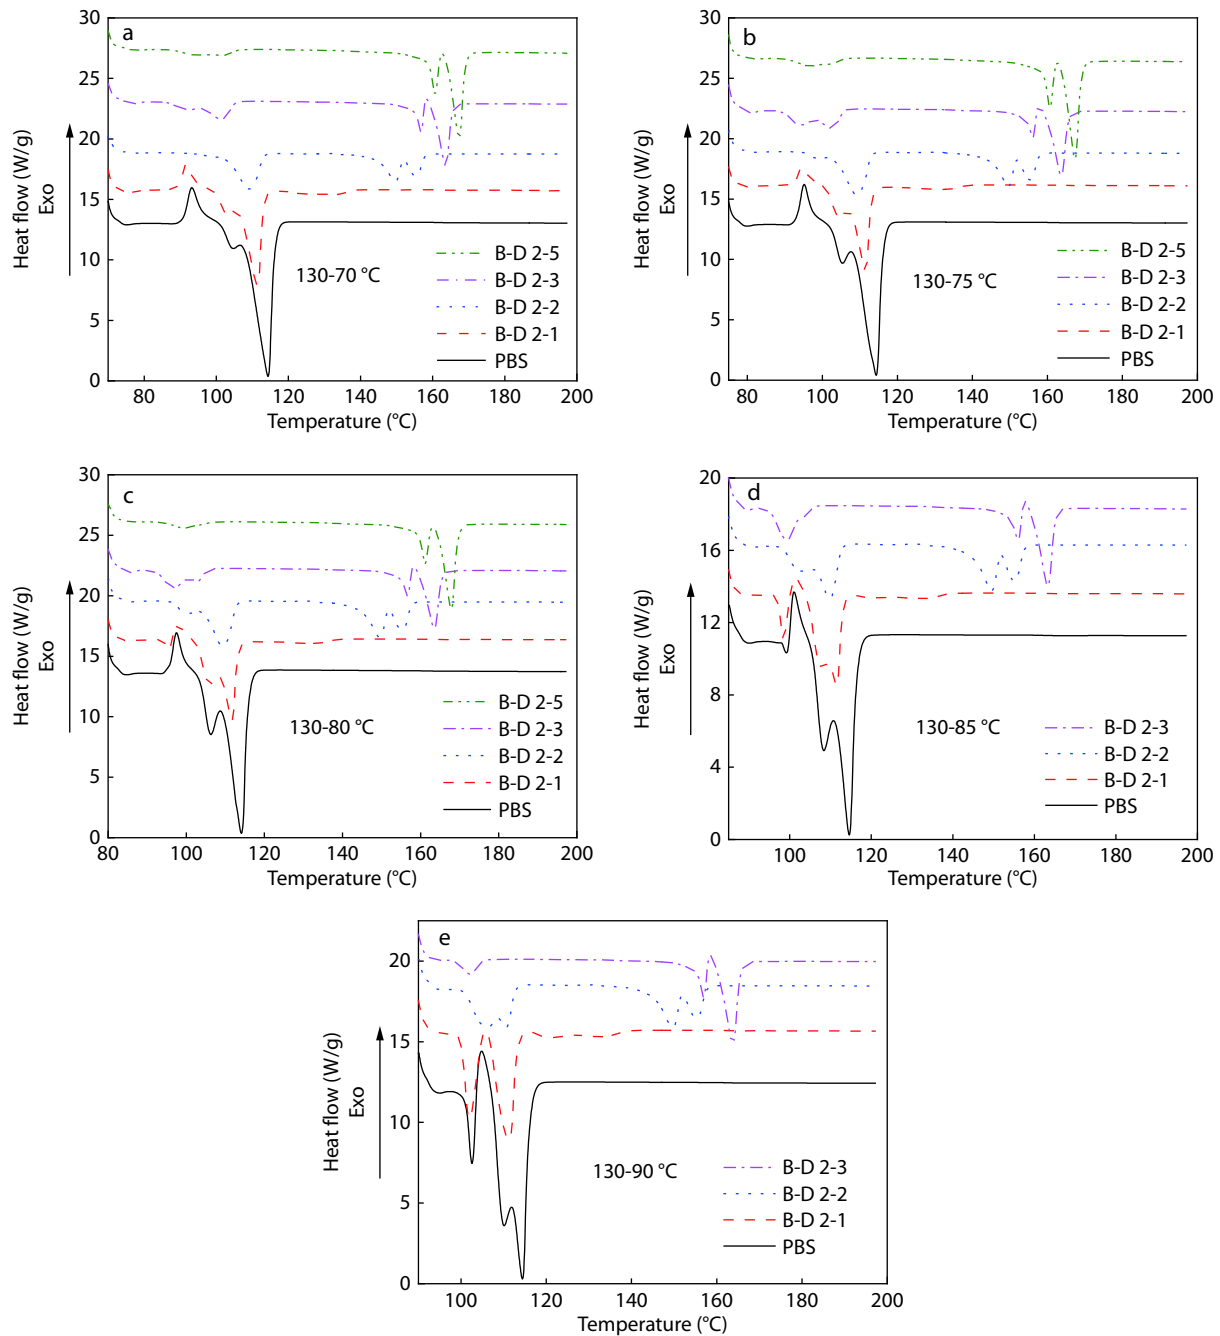 a
30
25
20
15
10
5
0
Heat flow (W/g)
Exo
130-70 °C
B-D 2-5
B-D 2-3
B-D 2-2
B-D 2-1
PBS
80 100 120 140 160 180 200
Temperature (°C)
b
30
25
20
15
10
5
0
Heat flow (W/g)
Exo
130-75 °C
B-D 2-5
B-D 2-3
B-D 2-2
B-D 2-1
PBS
80 100 120 140 160 180 200
Temperature (°C)
c
30
25
20
15
10
5
0
Heat flow (W/g)
Exo
130-80 °C
B-D 2-5
B-D 2-3
B-D 2-2
B-D 2-1
PBS
80 100 120 140 160 180 200
Temperature (°C)
d
20
16
12
8
4
0
Heat flow (W/g)
Exo
130-85 °C
B-D 2-3
B-D 2-2
B-D 2-1
PBS
100 120 140 160 180 200
Temperature (°C)
e
20
15
10
5
0
Heat flow (W/g)
Exo
130-90 °C
B-D 2-3
B-D 2-2
B-D 2-1
PBS
100 120 140 160 180 200
Temperature (°C)